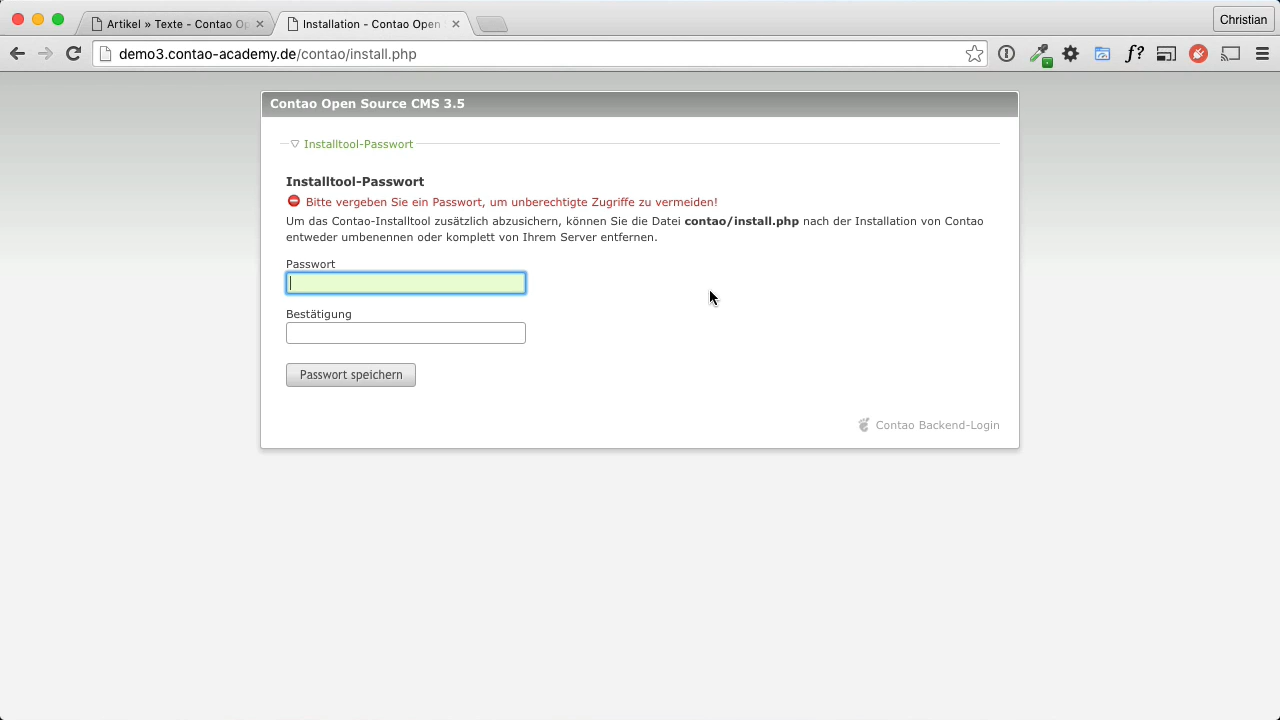 Artikel » Texte - Contao Op
Installation - Contao Open
Christian
demo3.contao-academy.de/contao/install.php
f?
Contao Open Source CMS 3.5
Installtool-Passwort
Installtool-Passwort
Bitte vergeben Sie ein Passwort, um unberechtigte Zugriffe zu vermeiden!
Um das Contao-Installtool zusätzlich abzusichern, können Sie die Datei contao/install.php nach der Installation von Contao
entweder umbenennen oder komplett von Ihrem Server entfernen.
Passwort
Bestätigung
Passwort speichern
Contao Backend-Login